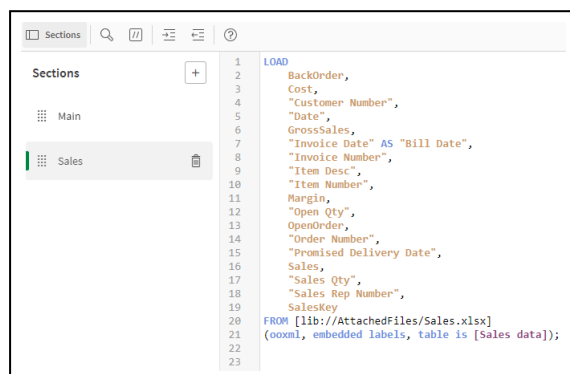 Sections
Sections
+
Main
Sales
1 LOAD
2 BackOrder,
3 Cost,
4 "Customer Number",
5 "Date",
6 GrossSales,
7 "Invoice Date" AS "Bill Date",
8 "Invoice Number",
9 "Item Desc",
10 "Item Number",
11 Margin,
12 "Open Qty",
13 OpenOrder,
14 "Order Number",
15 "Promised Delivery Date",
16 Sales,
17 "Sales Qty",
18 "Sales Rep Number",
19 SalesKey
20 FROM [lib://AttachedFiles/Sales.xlsx]
21 (ooxml, embedded labels, table is [Sales data]);
22
23